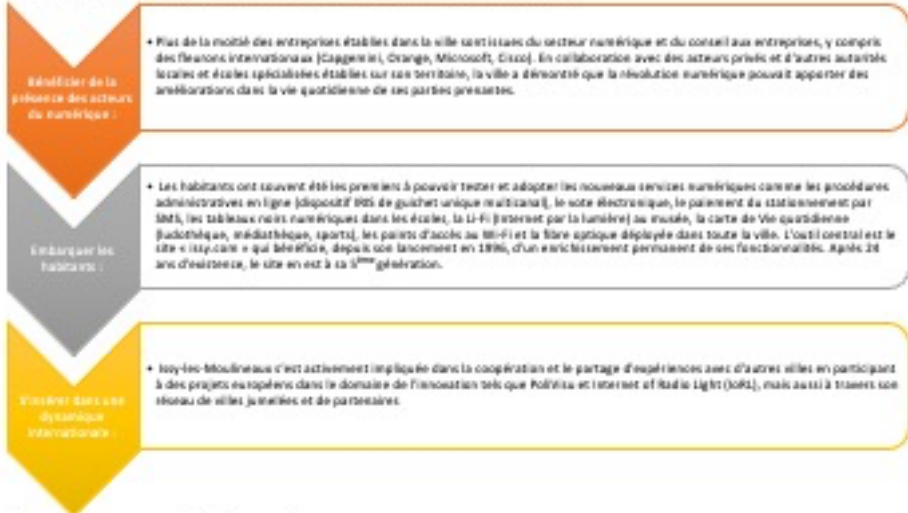 Bénéficier de la
présence des acteurs
du numérique :
• Plus de la moitié des entreprises établies dans la ville sont issues du secteur numérique et du conseil aux entreprises, y compris
des fleurons internationaux (Capgemini, Orange, Microsoft, Cisco). En collaboration avec des acteurs privés et d'autres autorités
locales et écoles spécialisées établies sur son territoire, la ville a démontré que la révolution numérique pouvait apporter des
améliorations dans la vie quotidienne de ses parties prenantes.
Embarquer les
habitants :
• Les habitants ont souvent été les premiers à pouvoir tester et adopter les nouveaux services numériques comme les procédures
administratives en ligne (dispositif IRIS de guichet unique multicanal), le vote électronique, le paiement du stationnement par
SMS, les tableaux noirs numériques dans les écoles, la Li-Fi (Internet par la lumière) au musée, la carte de Vie quotidienne
(ludothèque, médiathèque, sports), les points d'accès au Wi-Fi et la fibre optique déployée dans toute la ville. L'outil central est le
site « issy.com » qui bénéficie, depuis son lancement en 1996, d'un enrichissement permanent de ses fonctionnalités. Après 24
ans d'existence, le site en est à sa 5ème génération.
S'insérer dans une
dynamique
internationale :
• Issy-les-Moulineaux s'est activement impliquée dans la coopération et le partage d'expériences avec d'autres villes en participant
à des projets européens dans le domaine de l'innovation tels que PoliVisu et Internet of Radio Light (IoRL), mais aussi à travers son
réseau de villes jumelées et de partenaires